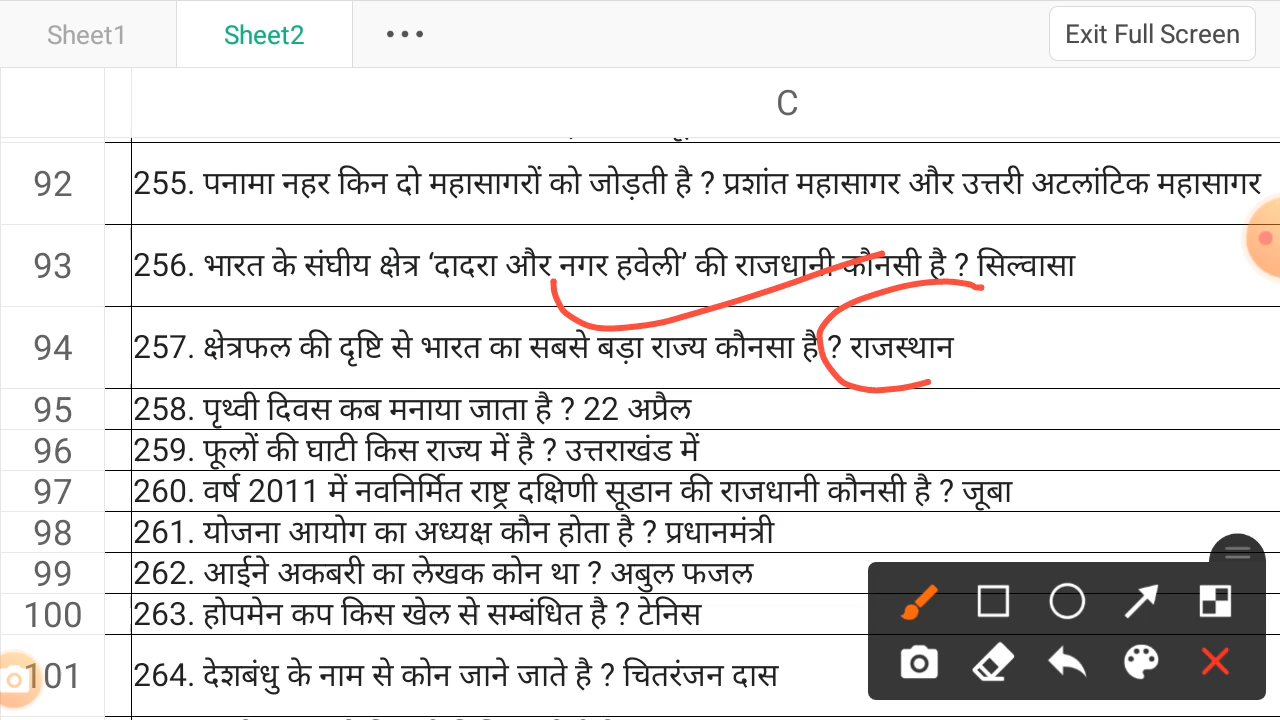 Sheet1
Sheet2
Exit Full Screen
C
92 255. पनामा नहर किन दो महासागरों को जोड़ती है ? प्रशांत महासागर और उत्तरी अटलांटिक महासागर
93 256. भारत के संघीय क्षेत्र ‘दादरा और नगर हवेली’ की राजधानी कौनसी है ? सिल्वासा
94 257. क्षेत्रफल की दृष्टि से भारत का सबसे बड़ा राज्य कौनसा है ? राजस्थान
95 258. पृथ्वी दिवस कब मनाया जाता है ? 22 अप्रैल
96 259. फूलों की घाटी किस राज्य में है ? उत्तराखंड में
97 260. वर्ष 2011 में नवनिर्मित राष्ट्र दक्षिणी सूडान की राजधानी कौनसी है ? जूबा
98 261. योजना आयोग का अध्यक्ष कौन होता है ? प्रधानमंत्री
99 262. आईने अकबरी का लेखक कोन था ? अबुल फजल
100 263. होपमेन कप किस खेल से सम्बंधित है ? टेनिस
101 264. देशबंधु के नाम से कोन जाने जाते है ? चितरंजन दास